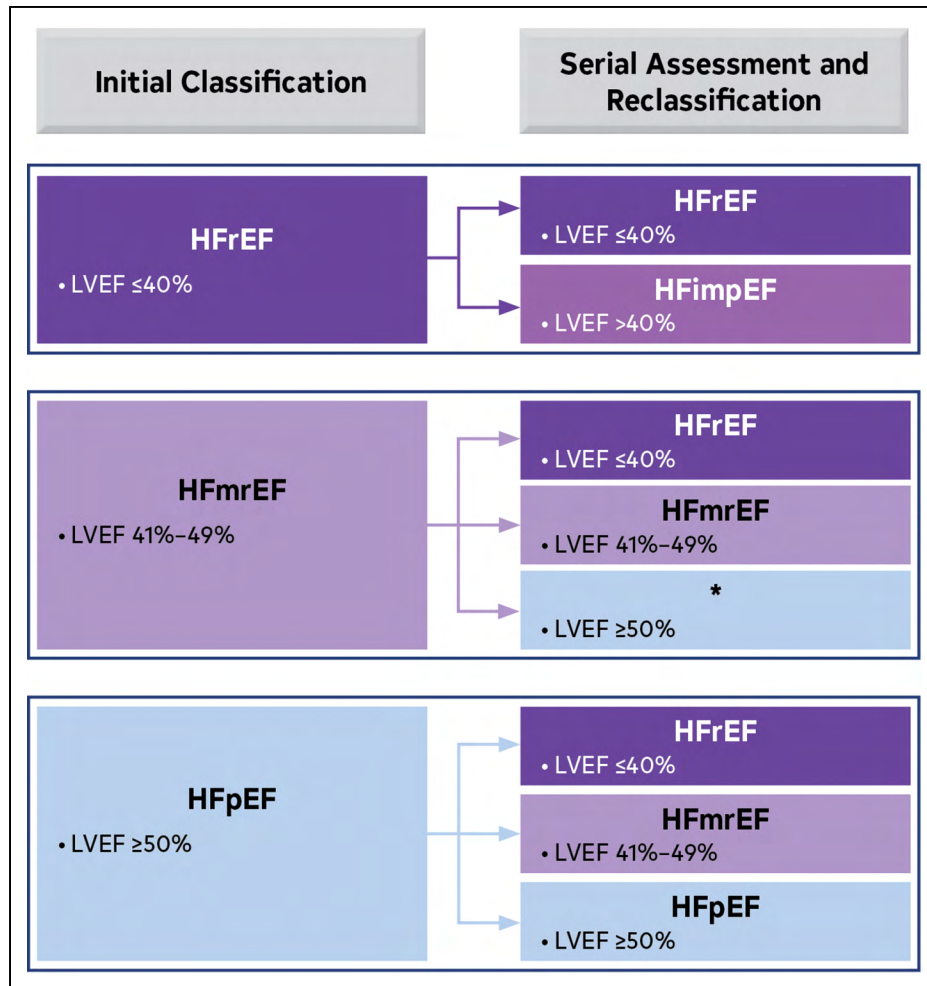 Initial Classification
Serial Assessment and
Reclassification
HFrEF
• LVEF ≤40%
HFrEF
• LVEF ≤40%
HFimpEF
• LVEF >40%
HFmrEF
• LVEF 41%–49%
HFrEF
• LVEF ≤40%
HFmrEF
• LVEF 41%–49%
*
• LVEF ≥50%
HFpEF
• LVEF ≥50%
HFrEF
• LVEF ≤40%
HFmrEF
• LVEF 41%–49%
HFpEF
• LVEF ≥50%